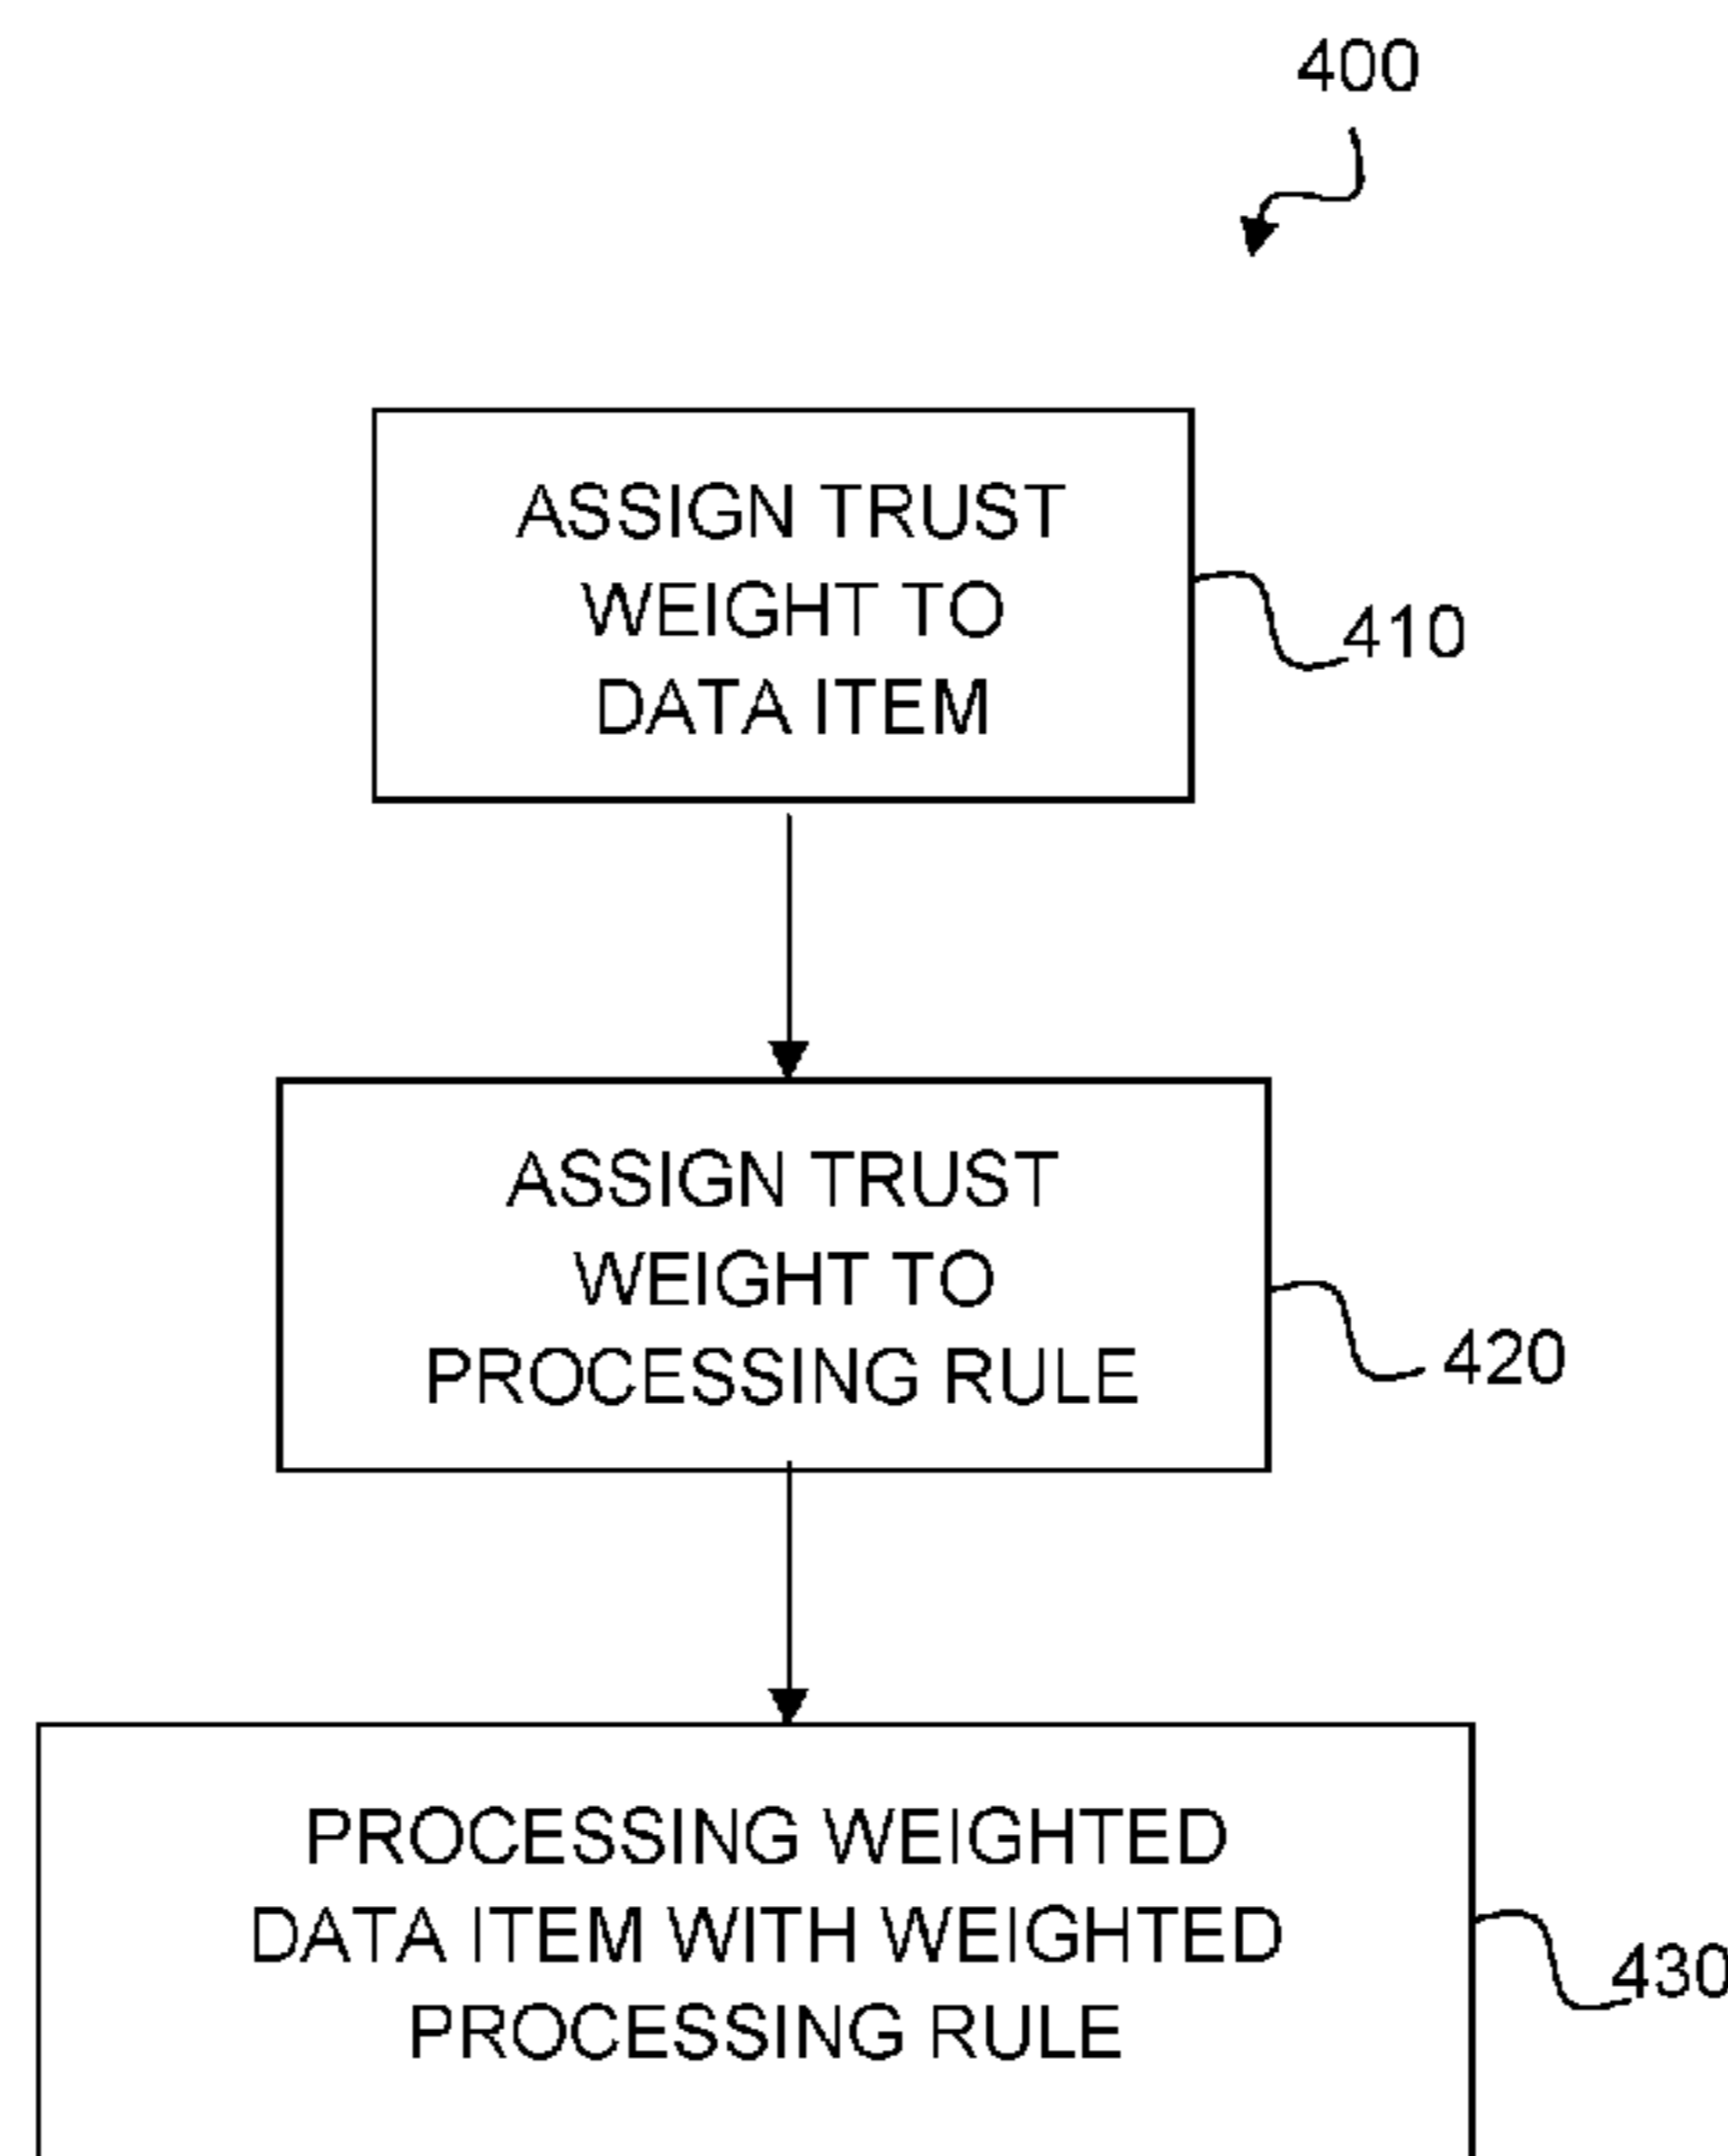 400
ASSIGN TRUST
WEIGHT TO
DATA ITEM
410
ASSIGN TRUST
WEIGHT TO
PROCESSING RULE
420
PROCESSING WEIGHTED
DATA ITEM WITH WEIGHTED
PROCESSING RULE
430